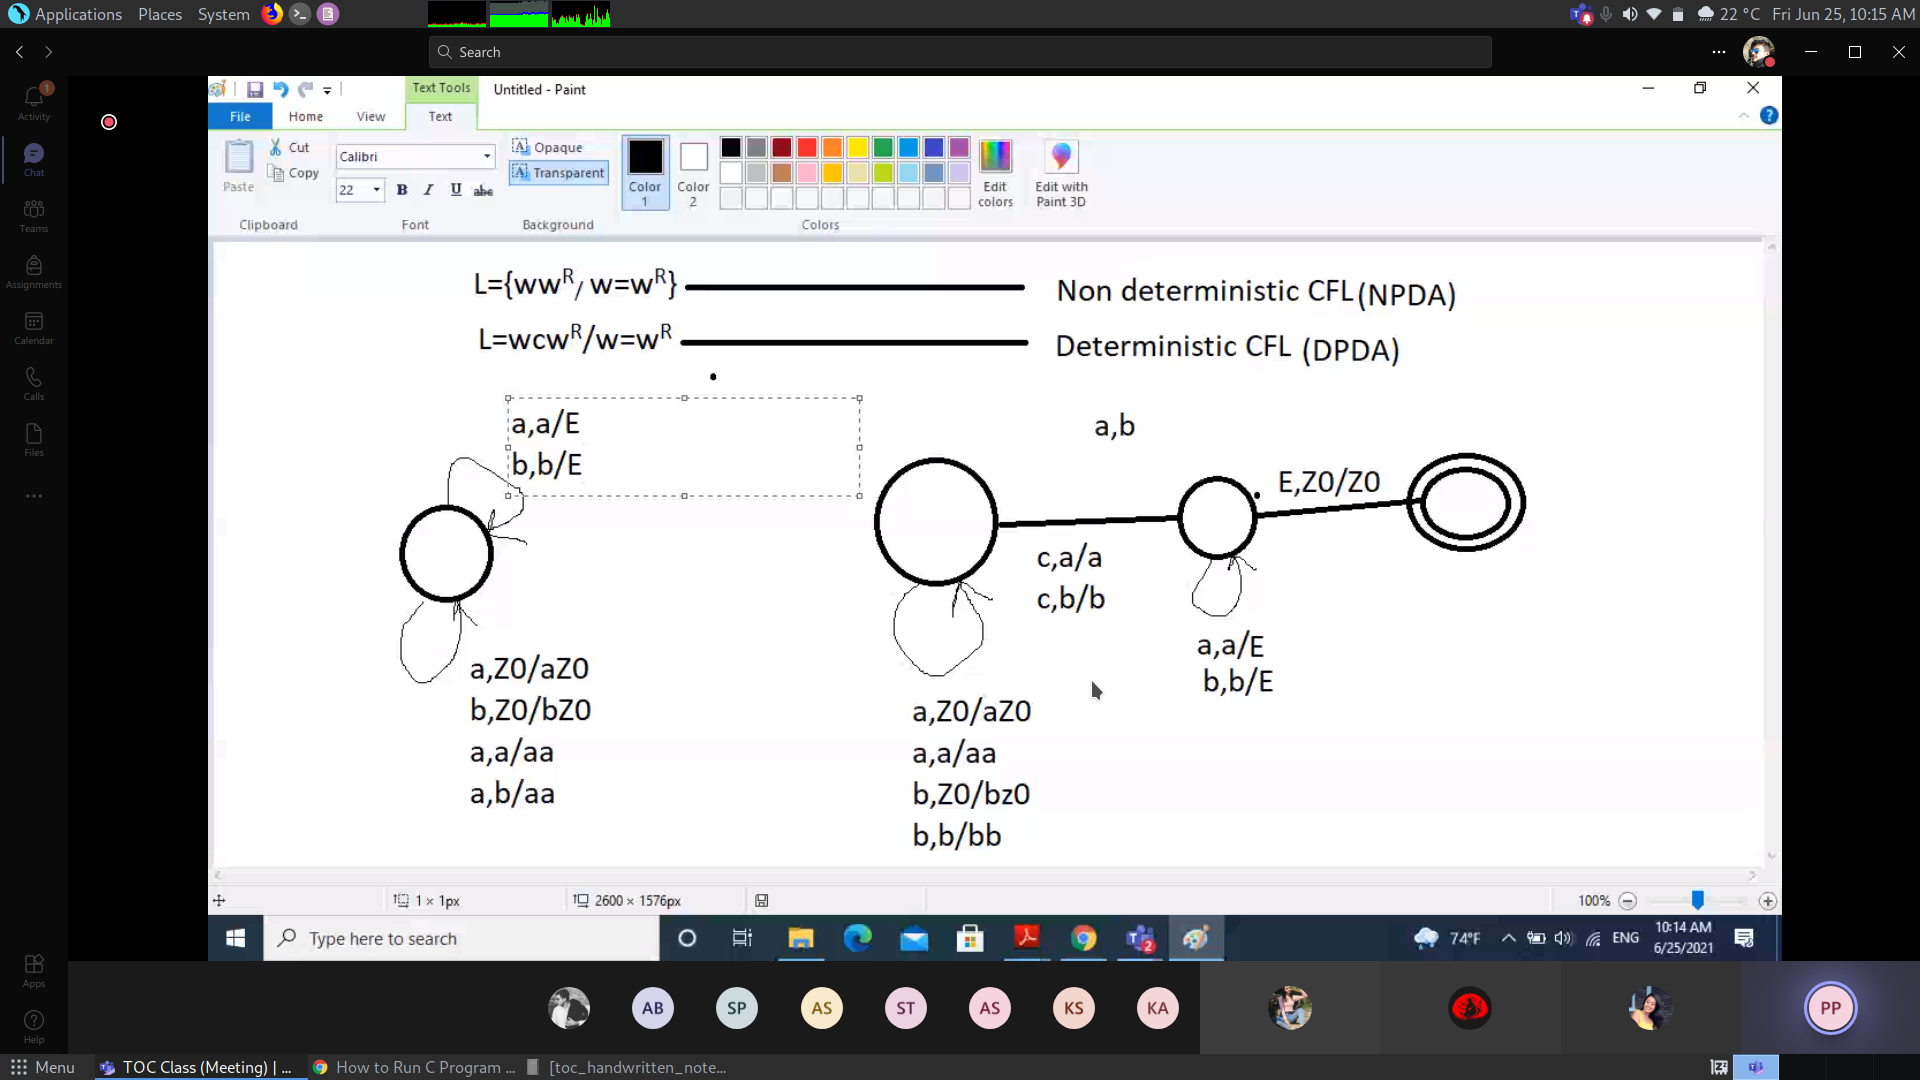 Applications Places System 22 °C Fri Jun 25, 10:15 AM
Search
Activity 1
Chat
Teams
Assignments
Calendar
Calls
Files
Apps
Help
Text Tools Untitled - Paint
File Home View Text
Paste Cut Copy
Calibri
22 B I U abc
Opaque
Transparent
Color 1
Color 2
Edit colors
Edit with Paint 3D
Clipboard Font Background Colors
L={ww^R/ w=w^R} Non deterministic CFL (NPDA)
L=wcw^R/w=w^R Deterministic CFL (DPDA)
a,a/E
b,b/E
a,Z0/aZ0
b,Z0/bZ0
a,a/aa
a,b/aa
a,b
E,Z0/Z0
c,a/a
c,b/b
a,a/E
b,b/E
a,Z0/aZ0
a,a/aa
b,Z0/bz0
b,b/bb
1 × 1px 2600 × 1576px 100%
Type here to search 2 74°F ENG 10:14 AM
6/25/2021
AB SP AS ST AS KS KA PP
Menu TOC Class (Meeting) | ... How to Run C Program ... [toc_handwritten_note...